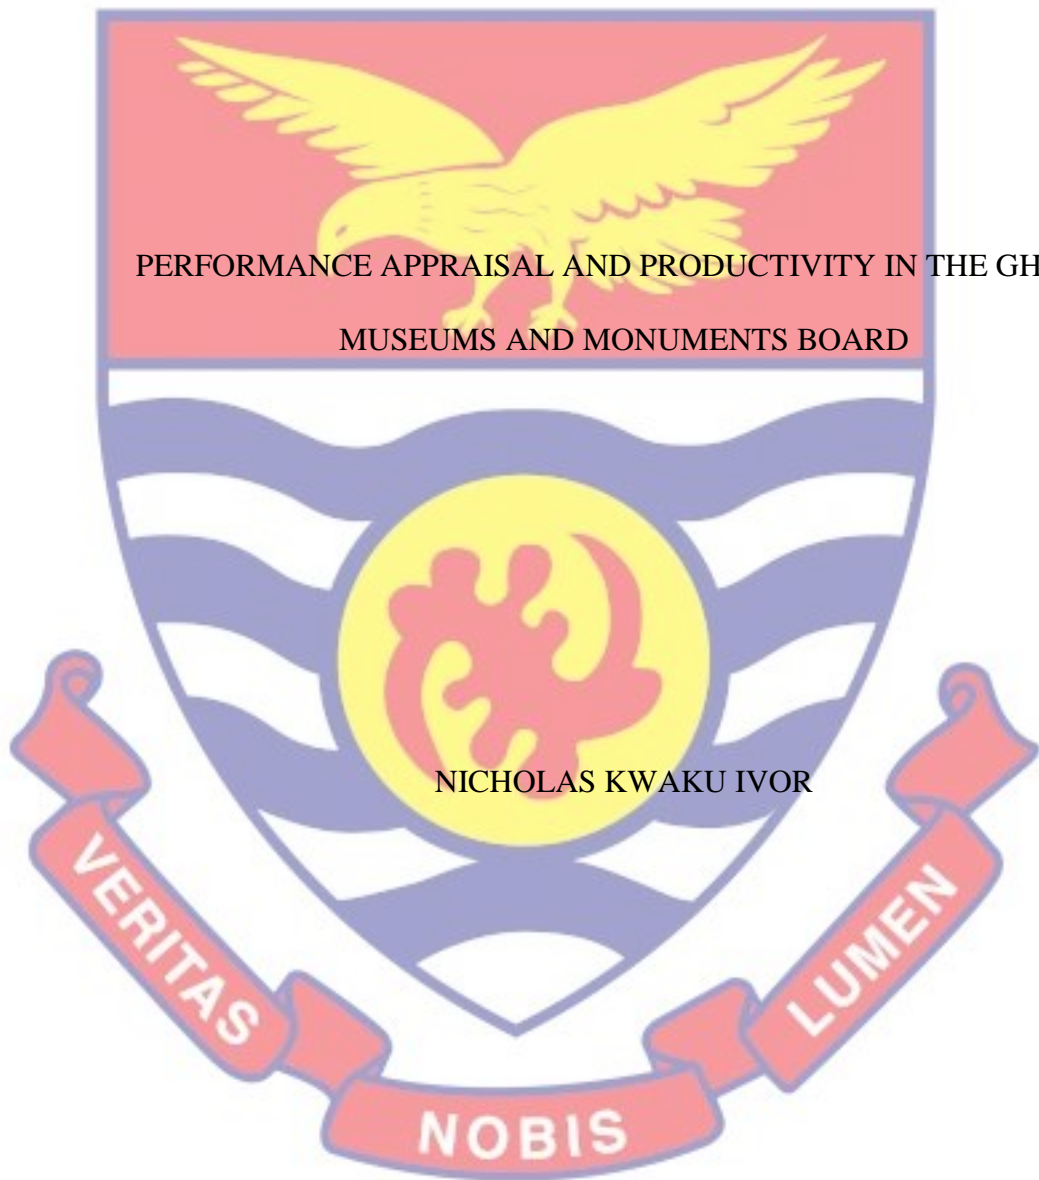 PERFORMANCE APPRAISAL AND PRODUCTIVITY IN THE GH
MUSEUMS AND MONUMENTS BOARD
NICHOLAS KWAKU IVOR
VERITAS
NOBIS
LUMEN